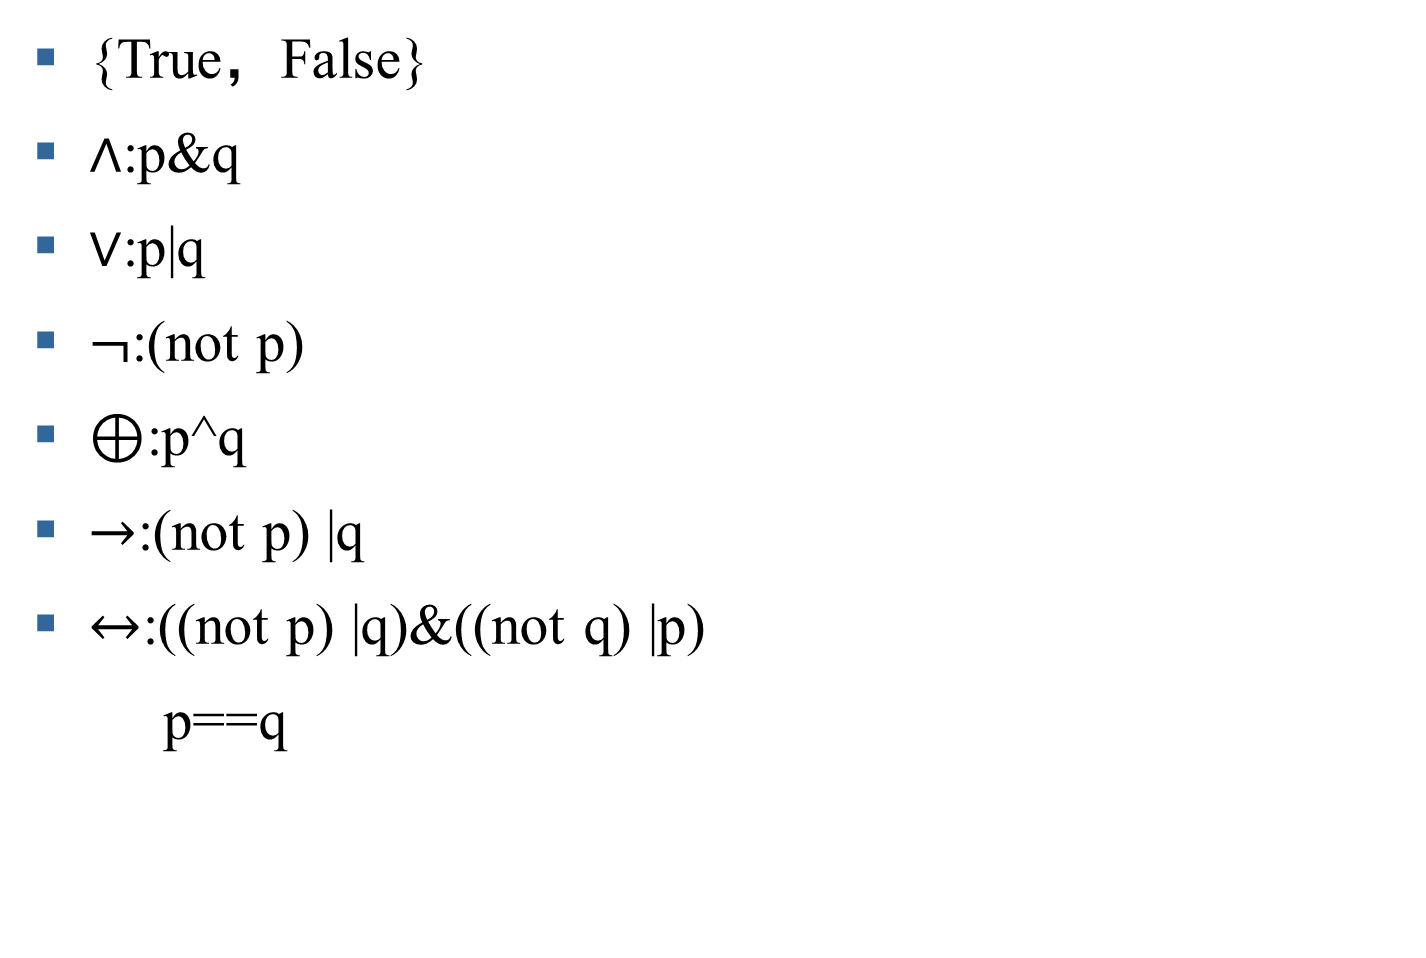 ▪ {True，False}
▪ ∧:p&q
▪ ∨:p|q
▪ ¬:(not p)
▪ ⊕:p^q
▪ →:(not p) |q
▪ ↔:((not p) |q)&((not q) |p)
p==q